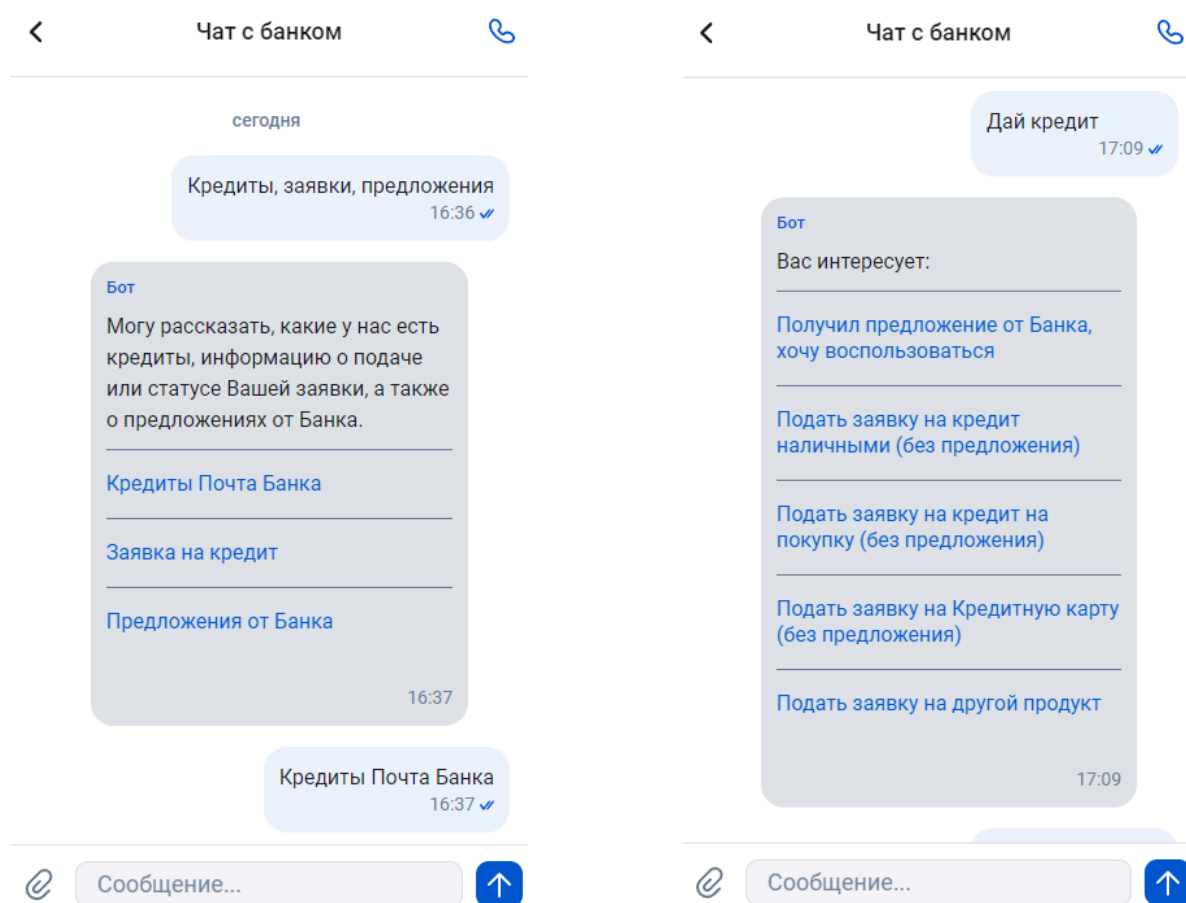 Чат с банком
сегодня
Кредиты, заявки, предложения
16:36
Бот
Могу рассказать, какие у нас есть
кредиты, информацию о подаче
или статусе Вашей заявки, а также
о предложениях от Банка.
Кредиты Почта Банка
Заявка на кредит
Предложения от Банка
16:37
Кредиты Почта Банка
16:37
Сообщение...
Чат с банком
Дай кредит
17:09
Бот
Вас интересует:
Получил предложение от Банка,
хочу воспользоваться
Подать заявку на кредит
наличными (без предложения)
Подать заявку на кредит на
покупку (без предложения)
Подать заявку на Кредитную карту
(без предложения)
Подать заявку на другой продукт
17:09
Сообщение...